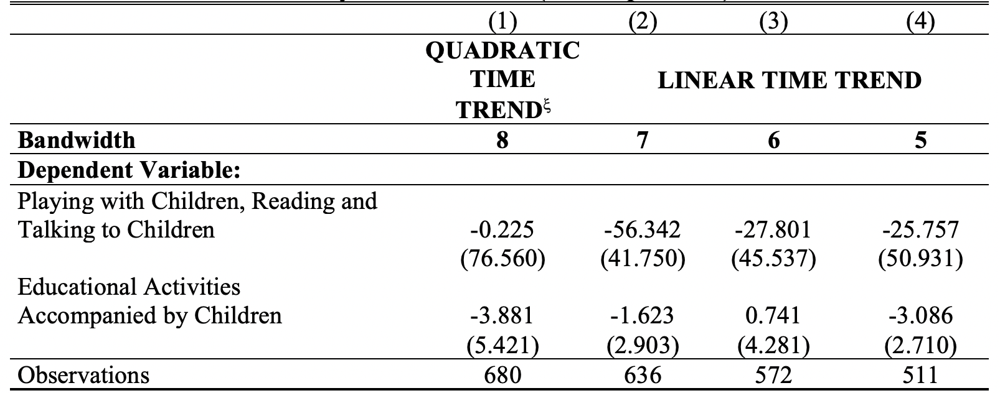 (1) (2) (3) (4)
QUADRATIC
TIME LINEAR TIME TREND
TRENDξ
Bandwidth 8 7 6 5
Dependent Variable:
Playing with Children, Reading and
Talking to Children -0.225 -56.342 -27.801 -25.757
(76.560) (41.750) (45.537) (50.931)
Educational Activities
Accompanied by Children -3.881 -1.623 0.741 -3.086
(5.421) (2.903) (4.281) (2.710)
Observations 680 636 572 511